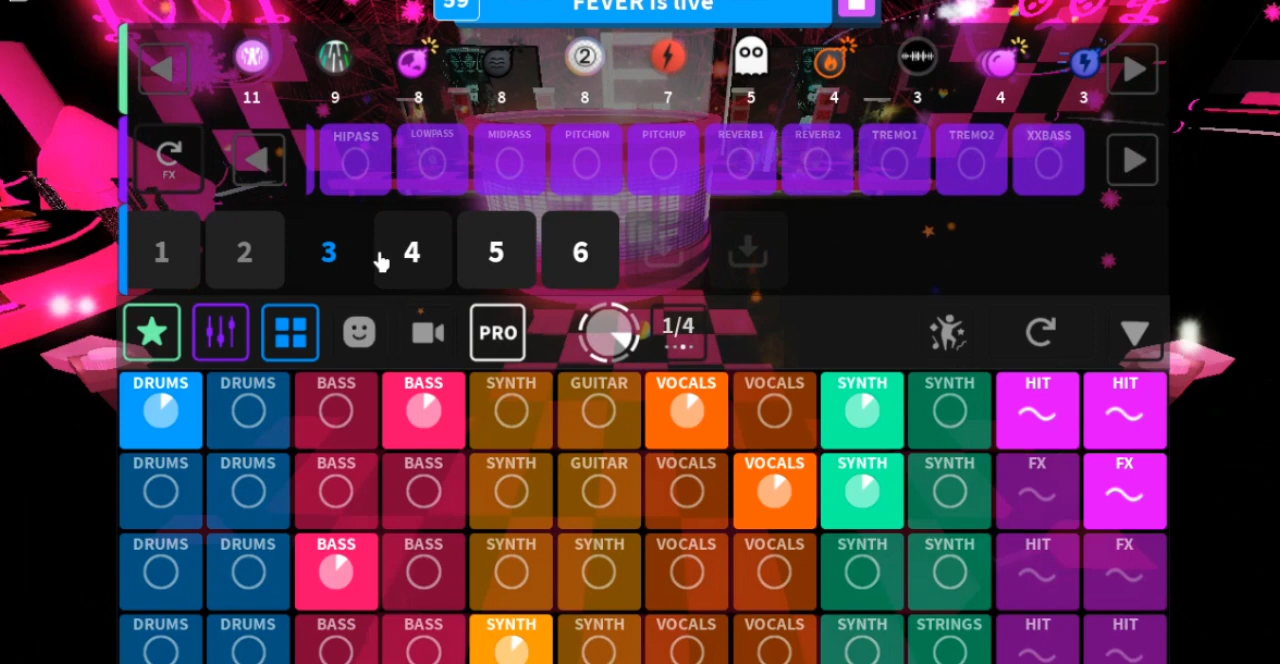 59 FEVER is live
2
11 9 8 8 8 7 5 4 3 4 3
HIPASS LOWPASS MIDPASS PITCHDN PITCHUP REVERB1 REVERB2 TREMO1 TREMO2 XXBASS
FX
1 2 3 4 5 6
PRO 1/4
DRUMS DRUMS BASS BASS SYNTH GUITAR VOCALS VOCALS SYNTH SYNTH HIT HIT
DRUMS DRUMS BASS BASS SYNTH GUITAR VOCALS VOCALS SYNTH SYNTH FX FX
DRUMS DRUMS BASS BASS SYNTH SYNTH VOCALS VOCALS SYNTH SYNTH HIT FX
DRUMS DRUMS BASS BASS SYNTH SYNTH VOCALS VOCALS SYNTH STRINGS HIT HIT